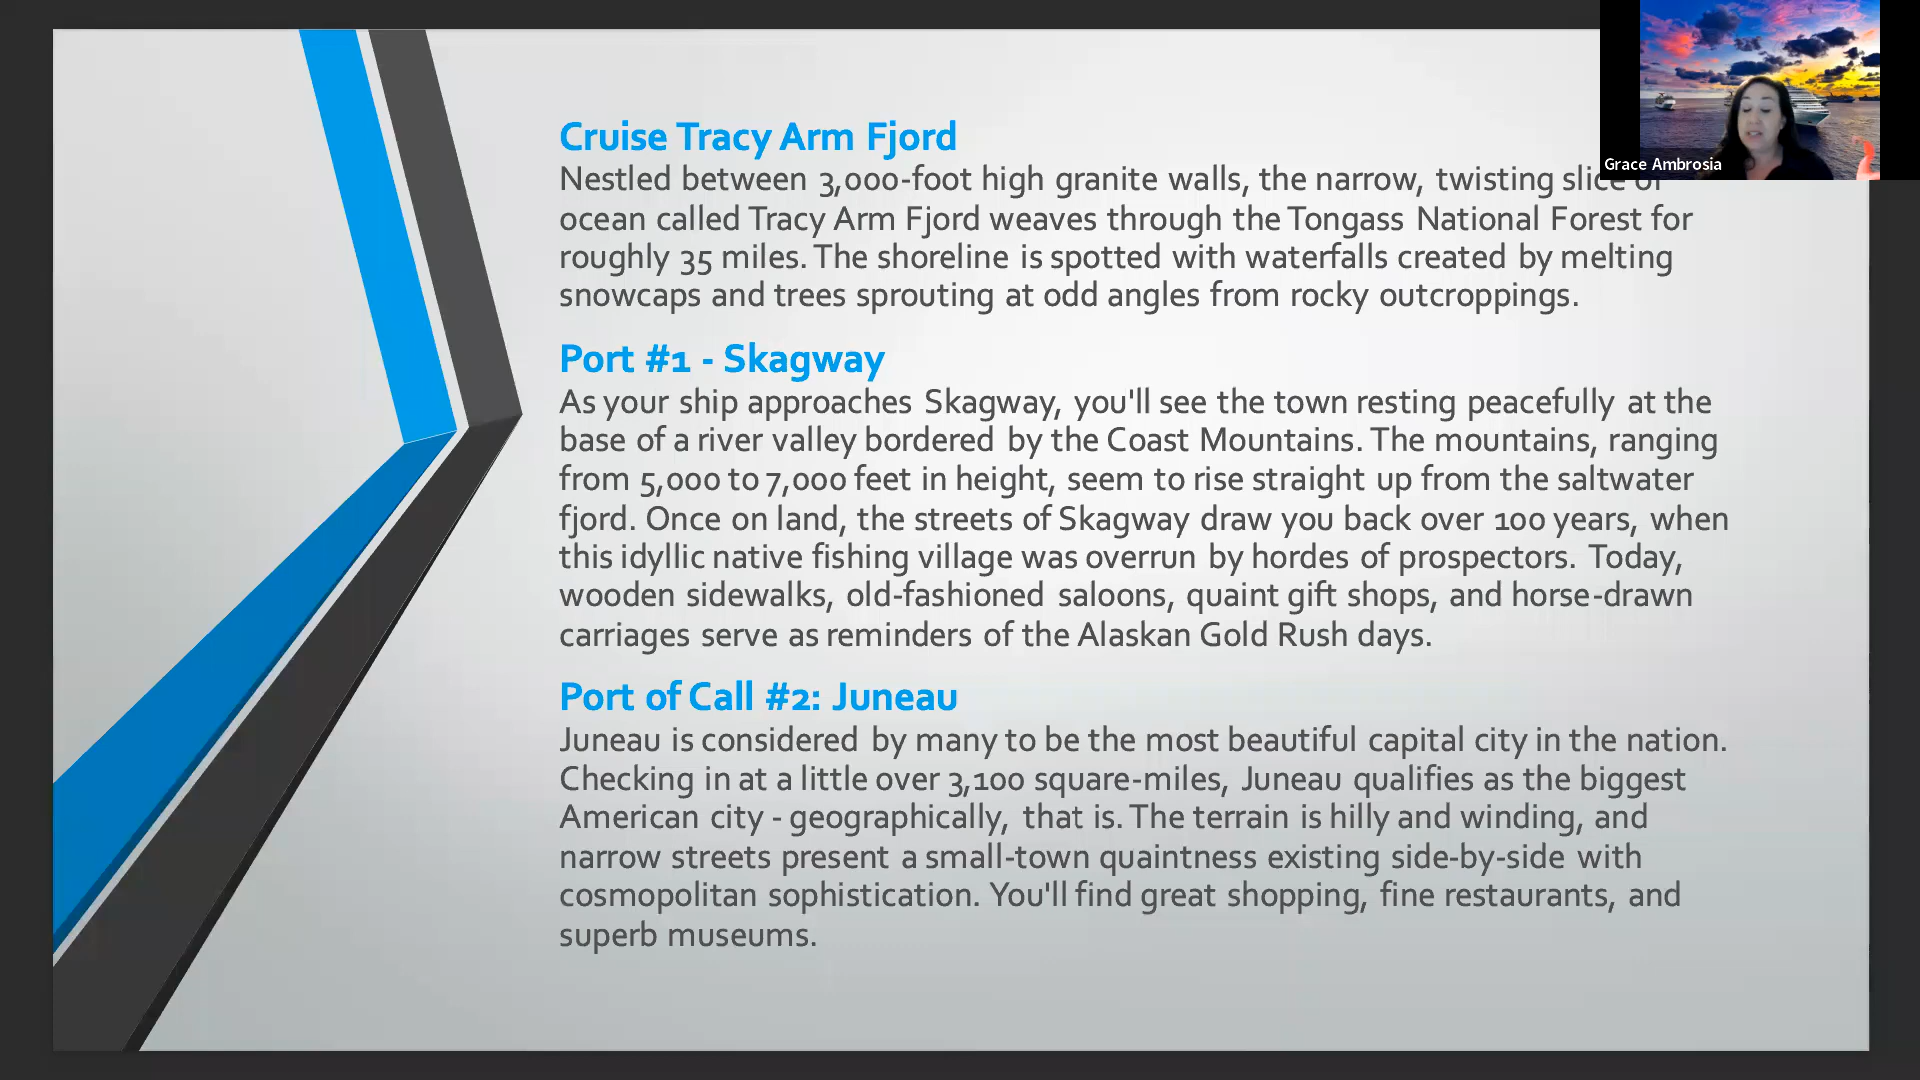 Cruise Tracy Arm Fjord
Nestled between 3,000-foot high granite walls, the narrow, twisting slice of
ocean called Tracy Arm Fjord weaves through the Tongass National Forest for
roughly 35 miles. The shoreline is spotted with waterfalls created by melting
snowcaps and trees sprouting at odd angles from rocky outcroppings.
Port #1 - Skagway
As your ship approaches Skagway, you'll see the town resting peacefully at the
base of a river valley bordered by the Coast Mountains. The mountains, ranging
from 5,000 to 7,000 feet in height, seem to rise straight up from the saltwater
fjord. Once on land, the streets of Skagway draw you back over 100 years, when
this idyllic native fishing village was overrun by hordes of prospectors. Today,
wooden sidewalks, old-fashioned saloons, quaint gift shops, and horse-drawn
carriages serve as reminders of the Alaskan Gold Rush days.
Port of Call #2: Juneau
Juneau is considered by many to be the most beautiful capital city in the nation.
Checking in at a little over 3,100 square-miles, Juneau qualifies as the biggest
American city - geographically, that is. The terrain is hilly and winding, and
narrow streets present a small-town quaintness existing side-by-side with
cosmopolitan sophistication. You'll find great shopping, fine restaurants, and
superb museums.
Grace Ambrosia